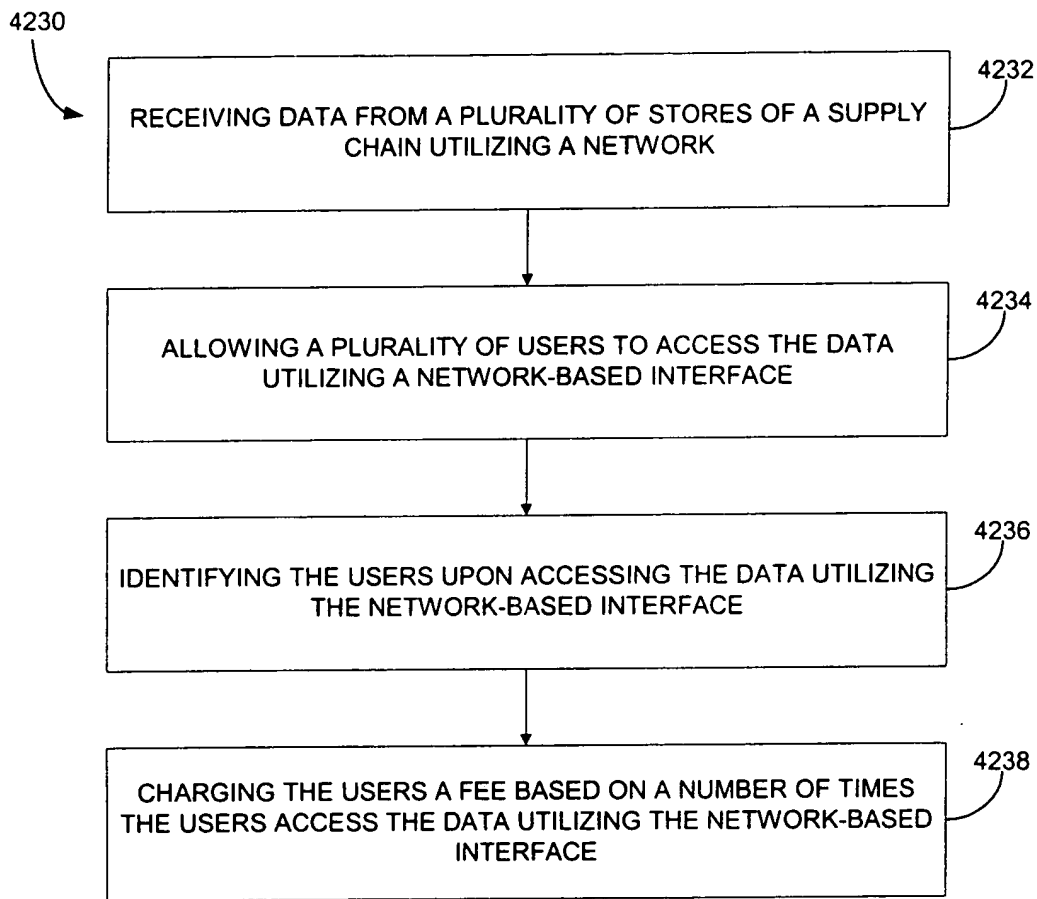 4230
4232
RECEIVING DATA FROM A PLURALITY OF STORES OF A SUPPLY
CHAIN UTILIZING A NETWORK
4234
ALLOWING A PLURALITY OF USERS TO ACCESS THE DATA
UTILIZING A NETWORK-BASED INTERFACE
4236
IDENTIFYING THE USERS UPON ACCESSING THE DATA UTILIZING
THE NETWORK-BASED INTERFACE
4238
CHARGING THE USERS A FEE BASED ON A NUMBER OF TIMES
THE USERS ACCESS THE DATA UTILIZING THE NETWORK-BASED
INTERFACE